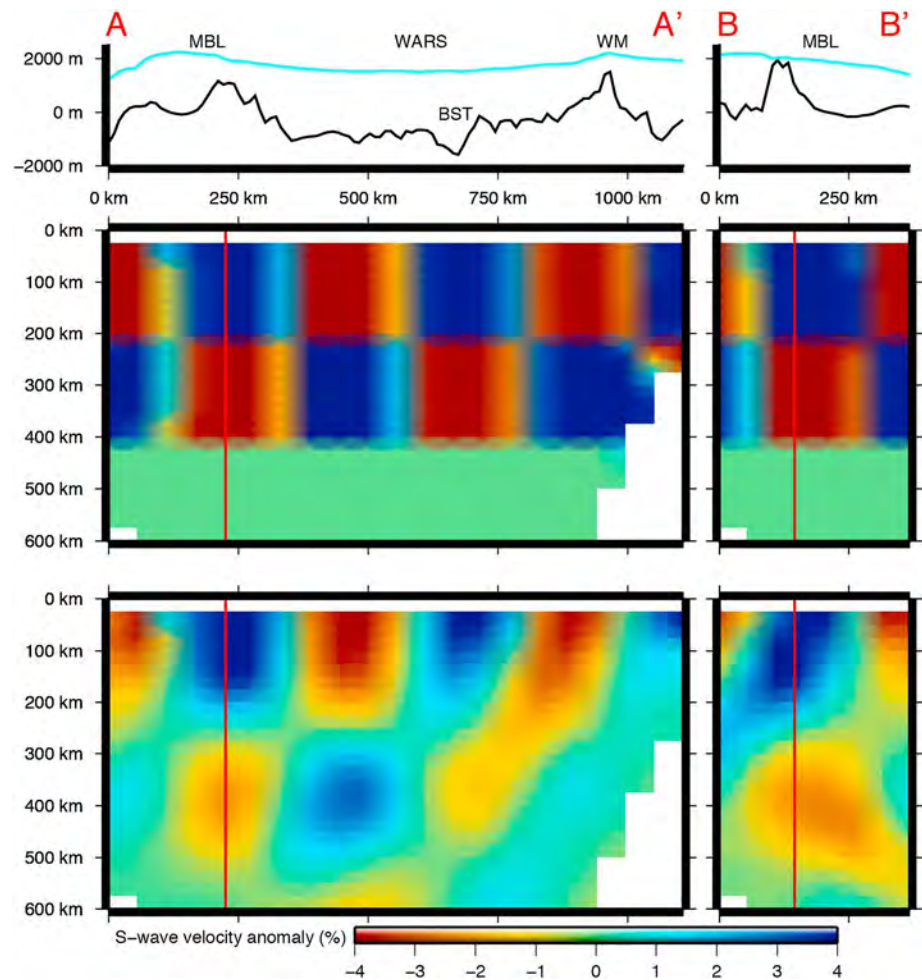 A A' B B'
MBL WARS WM MBL
2000 m
0 m
BST
−2000 m
0 km 250 km 500 km 750 km 1000 km 0 km 250 km
0 km
100 km
200 km
300 km
400 km
500 km
600 km
0 km
100 km
200 km
300 km
400 km
500 km
600 km
S−wave velocity anomaly (%)
−4 −3 −2 −1 0 1 2 3 4